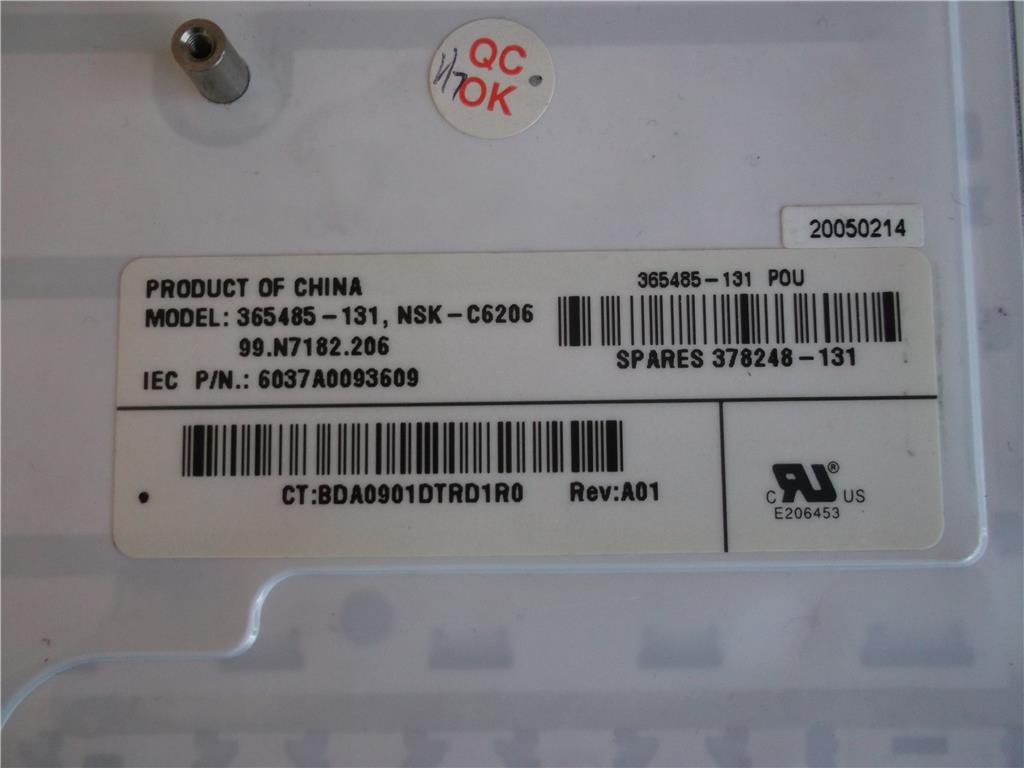 QC
OK
20050214
PRODUCT OF CHINA
MODEL: 365485-131, NSK-C6206
99.N7182.206
IEC P/N.: 6037A0093609
365485-131 POU
SPARES 378248-131
CT:BDA0901DTRD1R0 Rev:A01
C RU® US
E206453